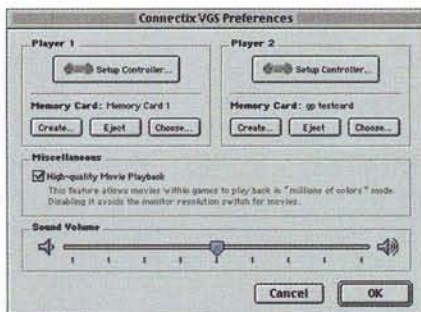 Connectix VGS Preferences
Player 1
Setup Controller...
Memory Card: Memory Card 1
Create...
Eject
Choose...
Player 2
Setup Controller...
Memory Card: gp testcard
Create...
Eject
Choose...
Miscellaneous
High-quality Movie Playback
This feature allows movies within games to play back in "millions of colors" mode.
Disabling it avoids the monitor resolution switch for movies.
Sound Volume
Cancel
OK